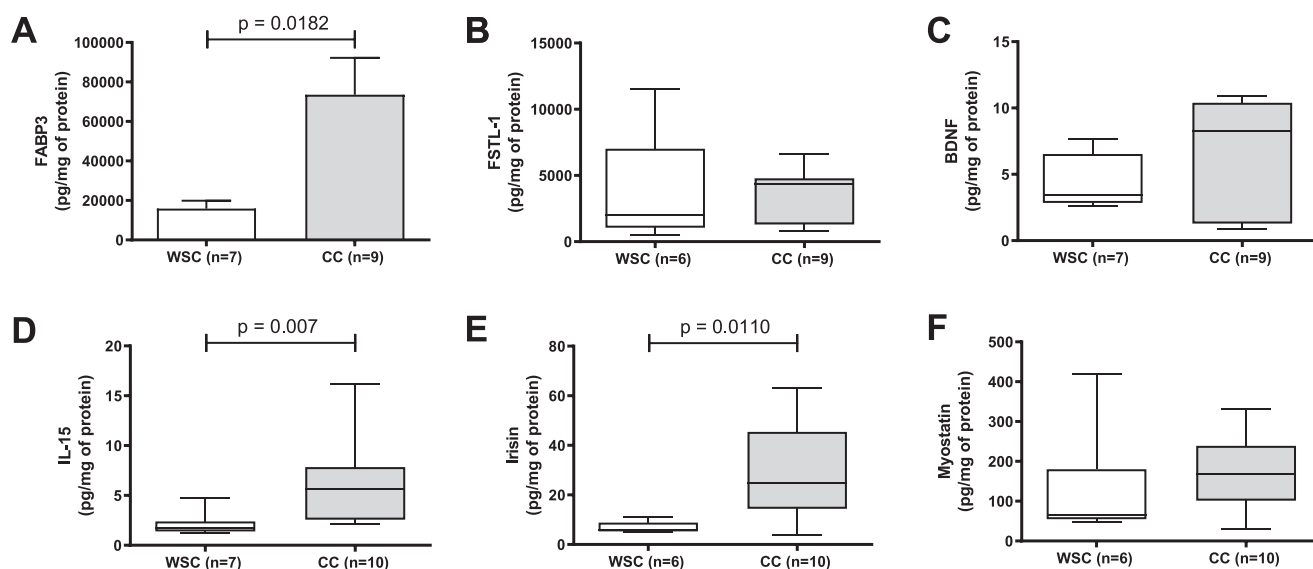 A
p = 0.0182
FABP3
(pg/mg of protein)
100000
80000
60000
40000
20000
0
WSC (n=7)
CC (n=9)
B
FSTL-1
(pg/mg of protein)
15000
10000
5000
0
WSC (n=6)
CC (n=9)
C
BDNF
(pg/mg of protein)
15
10
5
0
WSC (n=7)
CC (n=9)
D
p = 0.007
IL-15
(pg/mg of protein)
20
15
10
5
0
WSC (n=7)
CC (n=10)
E
p = 0.0110
Irisin
(pg/mg of protein)
80
60
40
20
0
WSC (n=6)
CC (n=10)
F
Myostatin
(pg/mg of protein)
500
400
300
200
100
0
WSC (n=6)
CC (n=10)